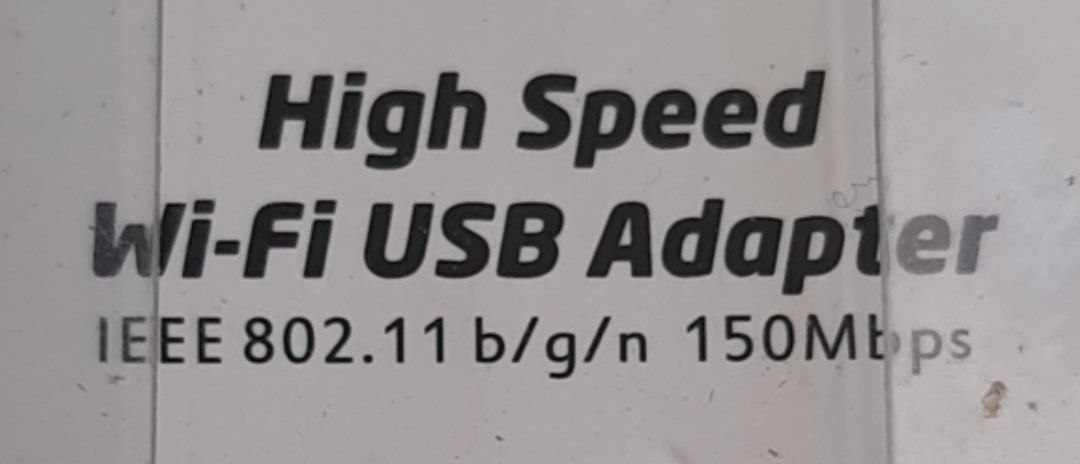 High Speed
Wi-Fi USB Adapter
IEEE 802.11 b/g/n 150Mbps